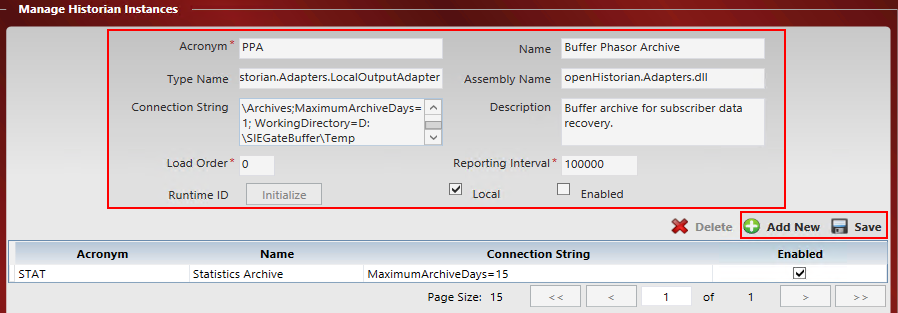 Manage Historian Instances
Acronym * PPA Name Buffer Phasor Archive
Type Name storian.Adapters.LocalOutputAdapter Assembly Name openHistorian.Adapters.dll
Connection String \Archives;MaximumArchiveDays=
1; WorkingDirectory=D:
\SIEGateBuffer\Temp
Description Buffer archive for subscriber data
recovery.
Load Order * 0 Reporting Interval * 100000
Runtime ID Initialize Local Enabled
Delete Add New Save
Acronym Name Connection String Enabled
STAT Statistics Archive MaximumArchiveDays=15
Page Size: 15 << < 1 of 1 > >>